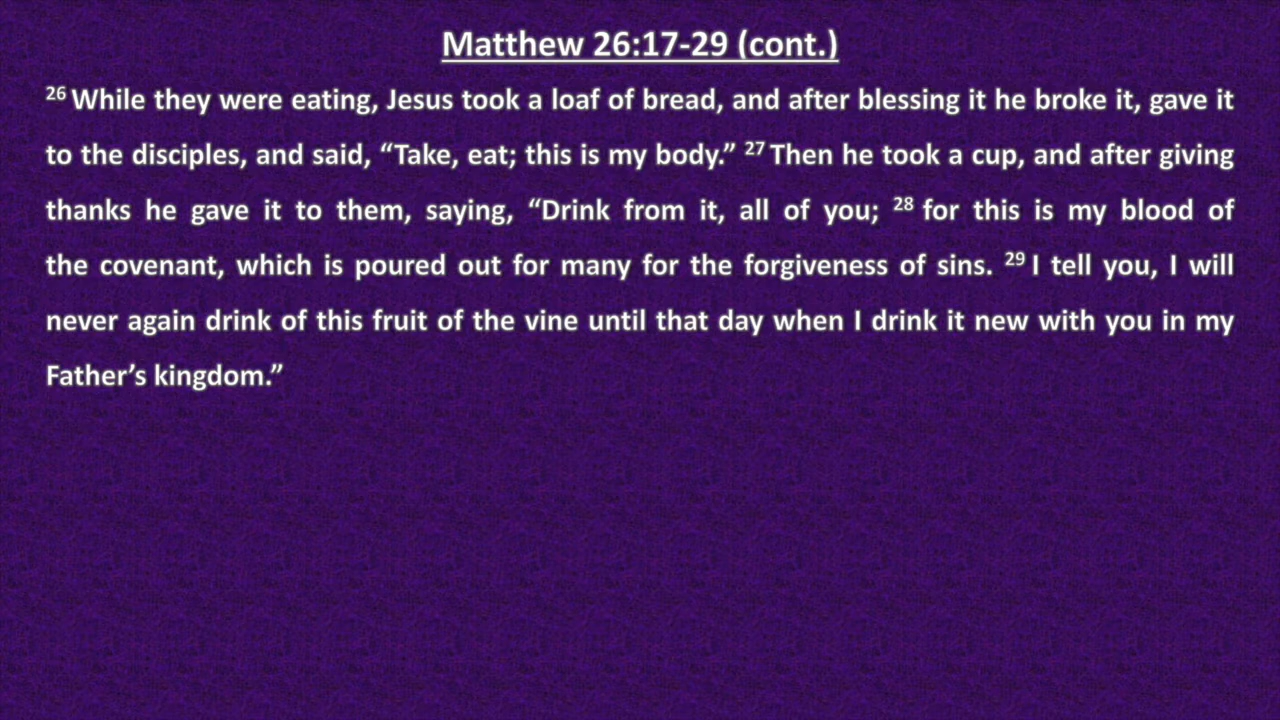 Matthew 26:17-29 (cont.)
26 While they were eating, Jesus took a loaf of bread, and after blessing it he broke it, gave it
to the disciples, and said, “Take, eat; this is my body.” 27 Then he took a cup, and after giving
thanks he gave it to them, saying, “Drink from it, all of you; 28 for this is my blood of
the covenant, which is poured out for many for the forgiveness of sins. 29 I tell you, I will
never again drink of this fruit of the vine until that day when I drink it new with you in my
Father’s kingdom.”